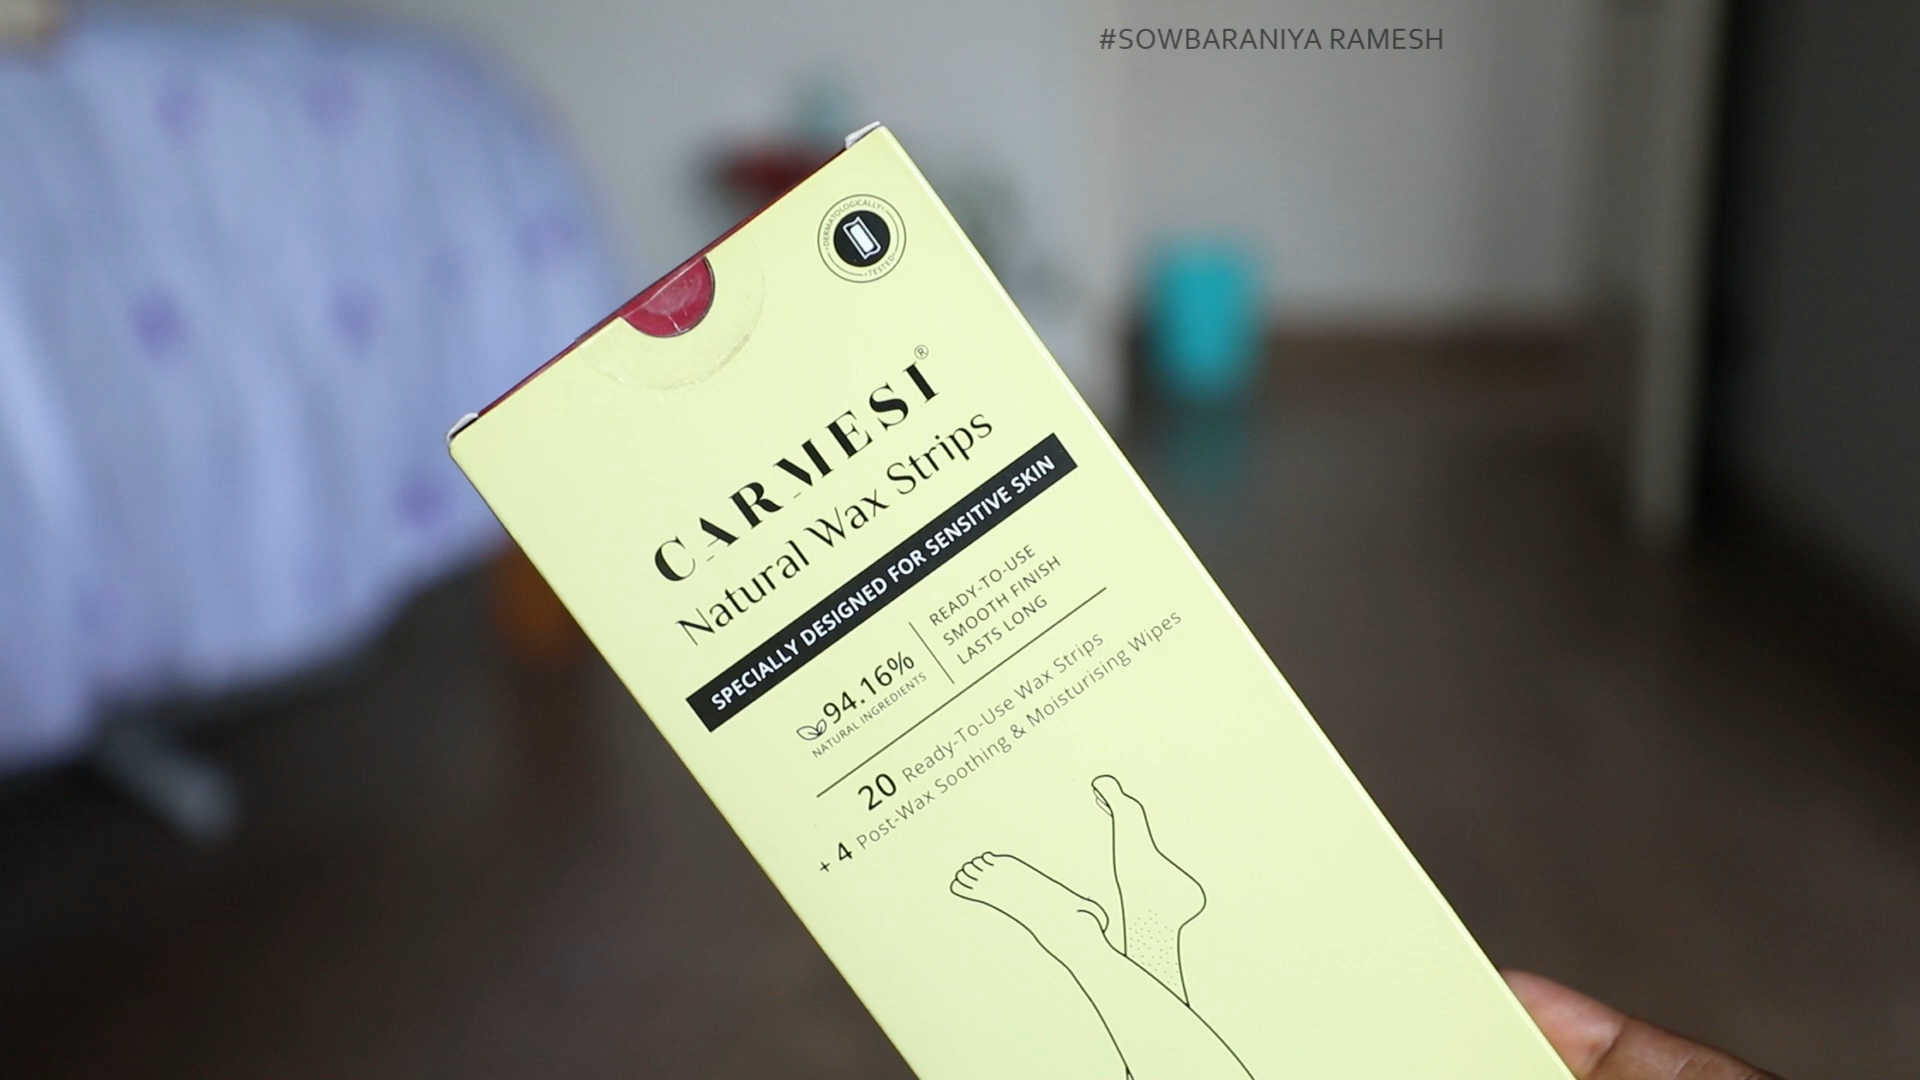 #SOWBARANIYA RAMESH
DERMATOLOGICALLY
TESTED
CARMESI®
Natural Wax Strips
SPECIALLY DESIGNED FOR SENSITIVE SKIN
94.16%
NATURAL INGREDIENTS
READY-TO-USE
SMOOTH FINISH
LASTS LONG
20 Ready-To-Use Wax Strips
+ 4 Post-Wax Soothing & Moisturising Wipes